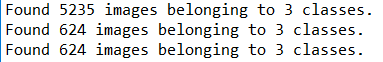 Found 5235 images belonging to 3 classes.
Found 624 images belonging to 3 classes.
Found 624 images belonging to 3 classes.